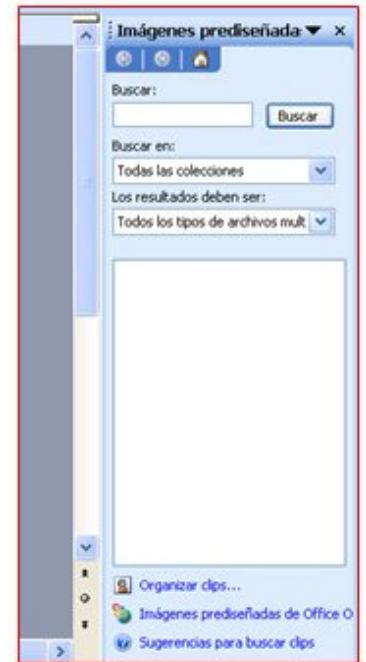 Imágenes prediseñada
Buscar:
Buscar
Buscar en:
Todas las colecciones
Los resultados deben ser:
Todos los tipos de archivos mult
Organizar clips...
Imágenes prediseñadas de Office O
Sugerencias para buscar clips